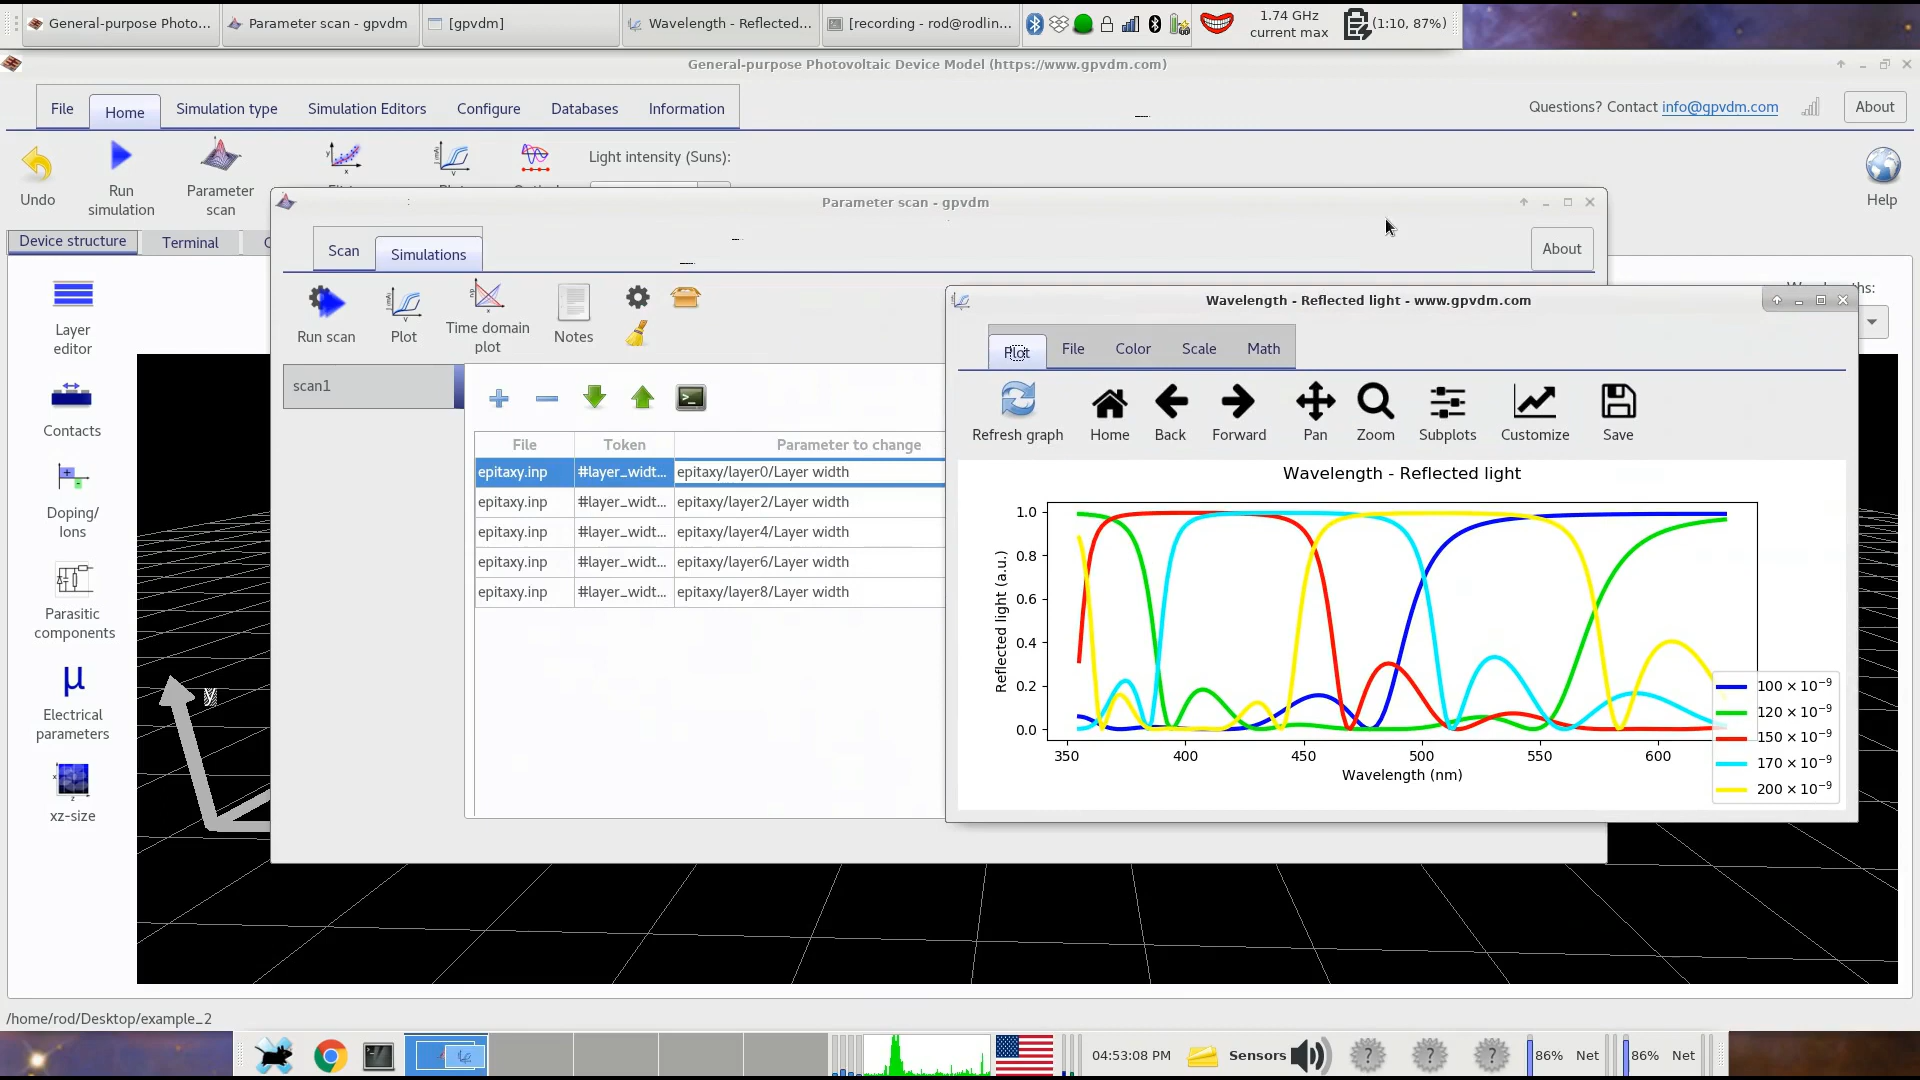 General-purpose Photo...
Parameter scan - gpvdm
[gpvdm]
Wavelength - Reflected...
[recording - rod@rodlin...
1.74 GHz
current max
(1:10, 87%)
General-purpose Photovoltaic Device Model (https://www.gpvdm.com)
File
Home
Simulation type
Simulation Editors
Configure
Databases
Information
Questions? Contact info@gpvdm.com
About
Undo
Run
simulation
Parameter
scan
Light intensity (Suns):
Help
Device structure
Terminal
Layer
editor
Contacts
Doping/
Ions
Parasitic
components
μ
Electrical
parameters
xz-size
Parameter scan - gpvdm
Scan
Simulations
About
Run scan
Plot
Time domain
plot
Notes
scan1
File
Token
Parameter to change
epitaxy.inp #layer_widt... epitaxy/layer0/Layer width
epitaxy.inp #layer_widt... epitaxy/layer2/Layer width
epitaxy.inp #layer_widt... epitaxy/layer4/Layer width
epitaxy.inp #layer_widt... epitaxy/layer6/Layer width
epitaxy.inp #layer_widt... epitaxy/layer8/Layer width
Wavelength - Reflected light - www.gpvdm.com
Plot
File
Color
Scale
Math
Refresh graph
Home
Back
Forward
Pan
Zoom
Subplots
Customize
Save
Wavelength - Reflected light
Reflected light (a.u.)
1.0
0.8
0.6
0.4
0.2
0.0
350 400 450 500 550 600
Wavelength (nm)
100 × 10⁻⁹
120 × 10⁻⁹
150 × 10⁻⁹
170 × 10⁻⁹
200 × 10⁻⁹
/home/rod/Desktop/example_2
04:53:08 PM
Sensors
86% Net
86% Net